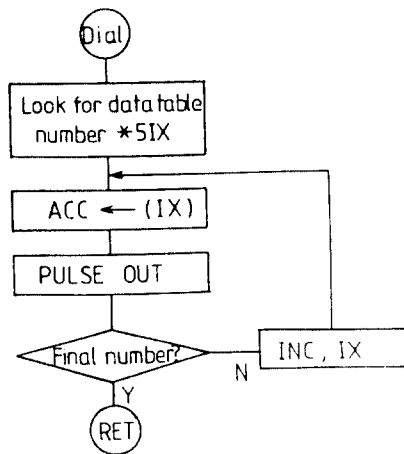 Dial
Look for data table
number *5IX
ACC ← (IX)
PULSE OUT
Final number?
N
INC, IX
Y
RET